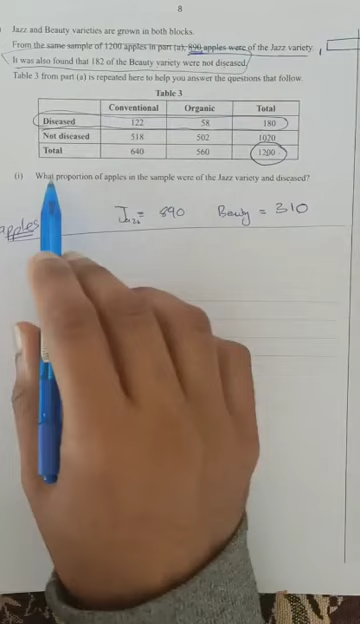 8
Jazz and Beauty varieties are grown in both blocks.
From the same sample of 1200 apples in part (a), 890 apples were of the Jazz variety.
It was also found that 182 of the Beauty variety were not diseased.
Table 3 from part (a) is repeated here to help you answer the questions that follow.
Table 3
Conventional Organic Total
Diseased 122 58 180
Not diseased 518 502 1020
Total 640 560 1200
(i) What proportion of apples in the sample were of the Jazz variety and diseased?
Jazz = 890 Beauty = 310
apples